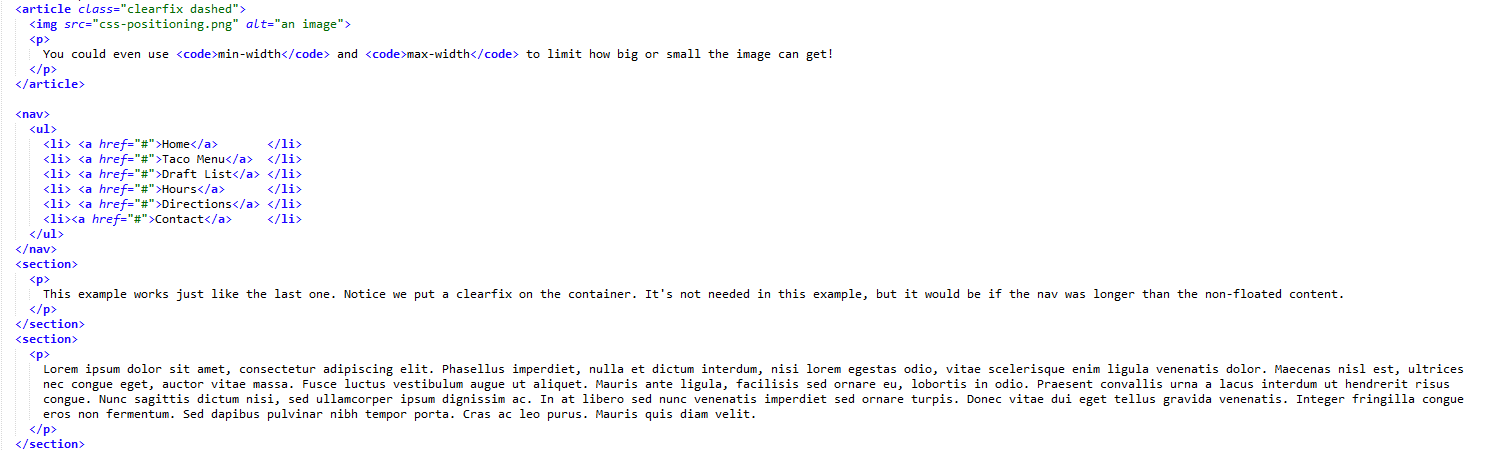 <article class="clearfix dashed">
  <img src="css-positioning.png" alt="an image">
  <p>
    You could even use <code>min-width</code> and <code>max-width</code> to limit how big or small the image can get!
  </p>
</article>

<nav>
  <ul>
    <li> <a href="#">Home</a>       </li>
    <li> <a href="#">Taco Menu</a>  </li>
    <li> <a href="#">Draft List</a> </li>
    <li> <a href="#">Hours</a>      </li>
    <li> <a href="#">Directions</a> </li>
    <li><a href="#">Contact</a>     </li>
  </ul>
</nav>
<section>
  <p>
    This example works just like the last one. Notice we put a clearfix on the container. It's not needed in this example, but it would be if the nav was longer than the non-floated content.
  </p>
</section>
<section>
  <p>
    Lorem ipsum dolor sit amet, consectetur adipiscing elit. Phasellus imperdiet, nulla et dictum interdum, nisi lorem egestas odio, vitae scelerisque enim ligula venenatis dolor. Maecenas nisl est, ultrices
    nec congue eget, auctor vitae massa. Fusce luctus vestibulum augue ut aliquet. Mauris ante ligula, facilisis sed ornare eu, lobortis in odio. Praesent convallis urna a lacus interdum ut hendrerit risus
    congue. Nunc sagittis dictum nisi, sed ullamcorper ipsum dignissim ac. In at libero sed nunc venenatis imperdiet sed ornare turpis. Donec vitae dui eget tellus gravida venenatis. Integer fringilla congue
    eros non fermentum. Sed dapibus pulvinar nibh tempor porta. Cras ac leo purus. Mauris quis diam velit.
  </p>
</section>